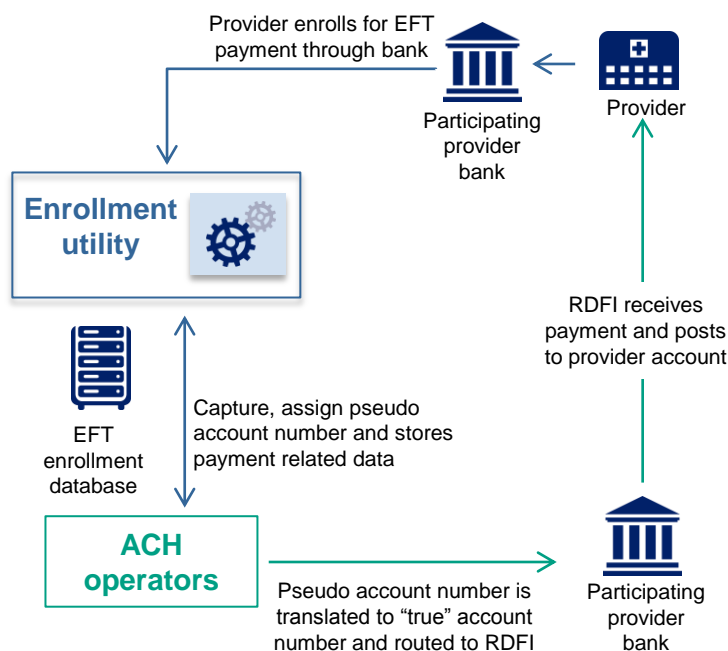 Provider enrolls for EFT
payment through bank
Participating
provider
bank
Provider
Enrollment
utility
RDFI receives
payment and posts
to provider account
EFT
enrollment
database
Capture, assign pseudo
account number and stores
payment related data
ACH
operators
Pseudo account number is
translated to “true” account
number and routed to RDFI
Participating
provider
bank